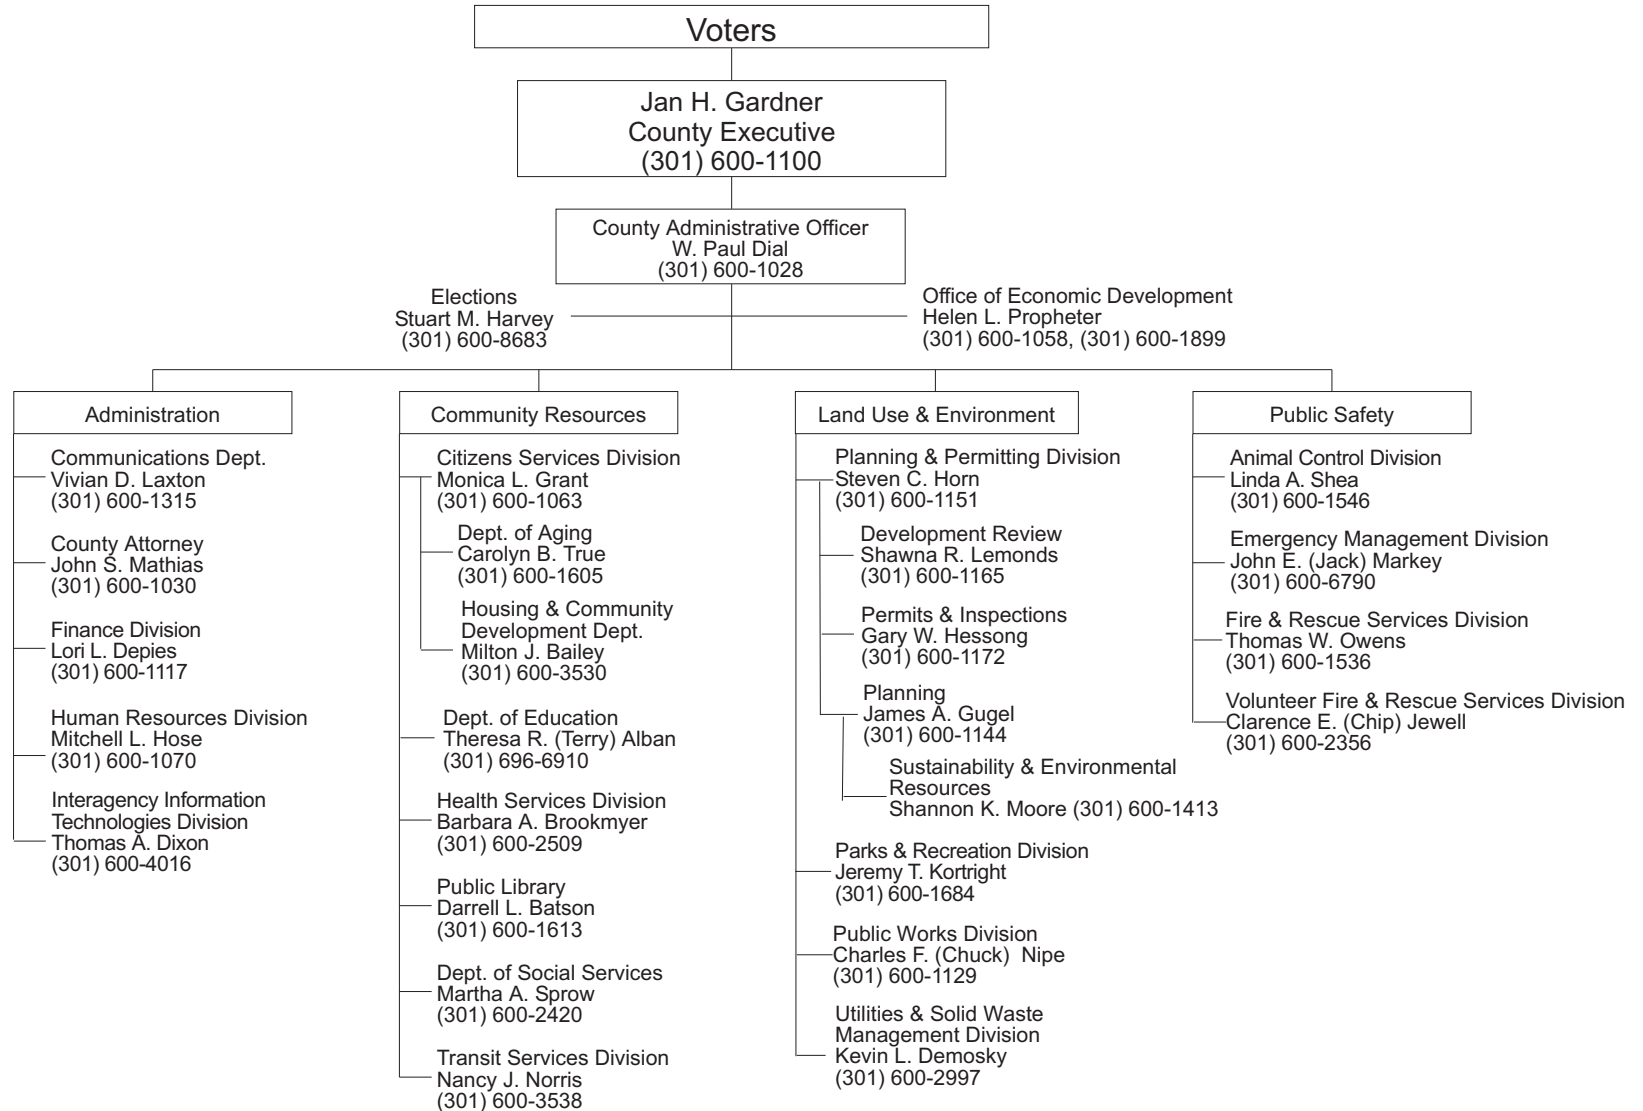 Voters
Jan H. Gardner
County Executive
(301) 600-1100
County Administrative Officer
W. Paul Dial
(301) 600-1028
Elections
Stuart M. Harvey
(301) 600-8683
Office of Economic Development
Helen L. Propheter
(301) 600-1058, (301) 600-1899
Administration
Communications Dept.
Vivian D. Laxton
(301) 600-1315
County Attorney
John S. Mathias
(301) 600-1030
Finance Division
Lori L. Depies
(301) 600-1117
Human Resources Division
Mitchell L. Hose
(301) 600-1070
Interagency Information
Technologies Division
Thomas A. Dixon
(301) 600-4016
Community Resources
Citizens Services Division
Monica L. Grant
(301) 600-1063
Dept. of Aging
Carolyn B. True
(301) 600-1605
Housing & Community
Development Dept.
Milton J. Bailey
(301) 600-3530
Dept. of Education
Theresa R. (Terry) Alban
(301) 696-6910
Health Services Division
Barbara A. Brookmyer
(301) 600-2509
Public Library
Darrell L. Batson
(301) 600-1613
Dept. of Social Services
Martha A. Sprow
(301) 600-2420
Transit Services Division
Nancy J. Norris
(301) 600-3538
Land Use & Environment
Planning & Permitting Division
Steven C. Horn
(301) 600-1151
Development Review
Shawna R. Lemonds
(301) 600-1165
Permits & Inspections
Gary W. Hessong
(301) 600-1172
Planning
James A. Gugel
(301) 600-1144
Sustainability & Environmental
Resources
Shannon K. Moore (301) 600-1413
Parks & Recreation Division
Jeremy T. Kortright
(301) 600-1684
Public Works Division
Charles F. (Chuck) Nipe
(301) 600-1129
Utilities & Solid Waste
Management Division
Kevin L. Demosky
(301) 600-2997
Public Safety
Animal Control Division
Linda A. Shea
(301) 600-1546
Emergency Management Division
John E. (Jack) Markey
(301) 600-6790
Fire & Rescue Services Division
Thomas W. Owens
(301) 600-1536
Volunteer Fire & Rescue Services Division
Clarence E. (Chip) Jewell
(301) 600-2356